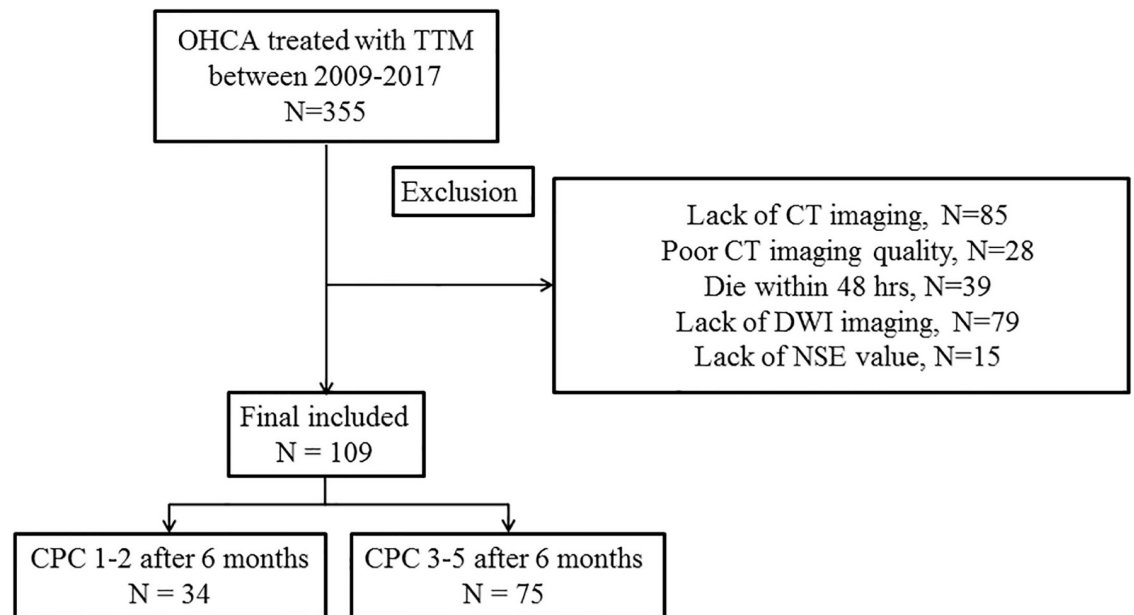 OHCA treated with TTM
between 2009-2017
N=355
Exclusion
Lack of CT imaging, N=85
Poor CT imaging quality, N=28
Die within 48 hrs, N=39
Lack of DWI imaging, N=79
Lack of NSE value, N=15
Final included
N = 109
CPC 1-2 after 6 months
N = 34
CPC 3-5 after 6 months
N = 75